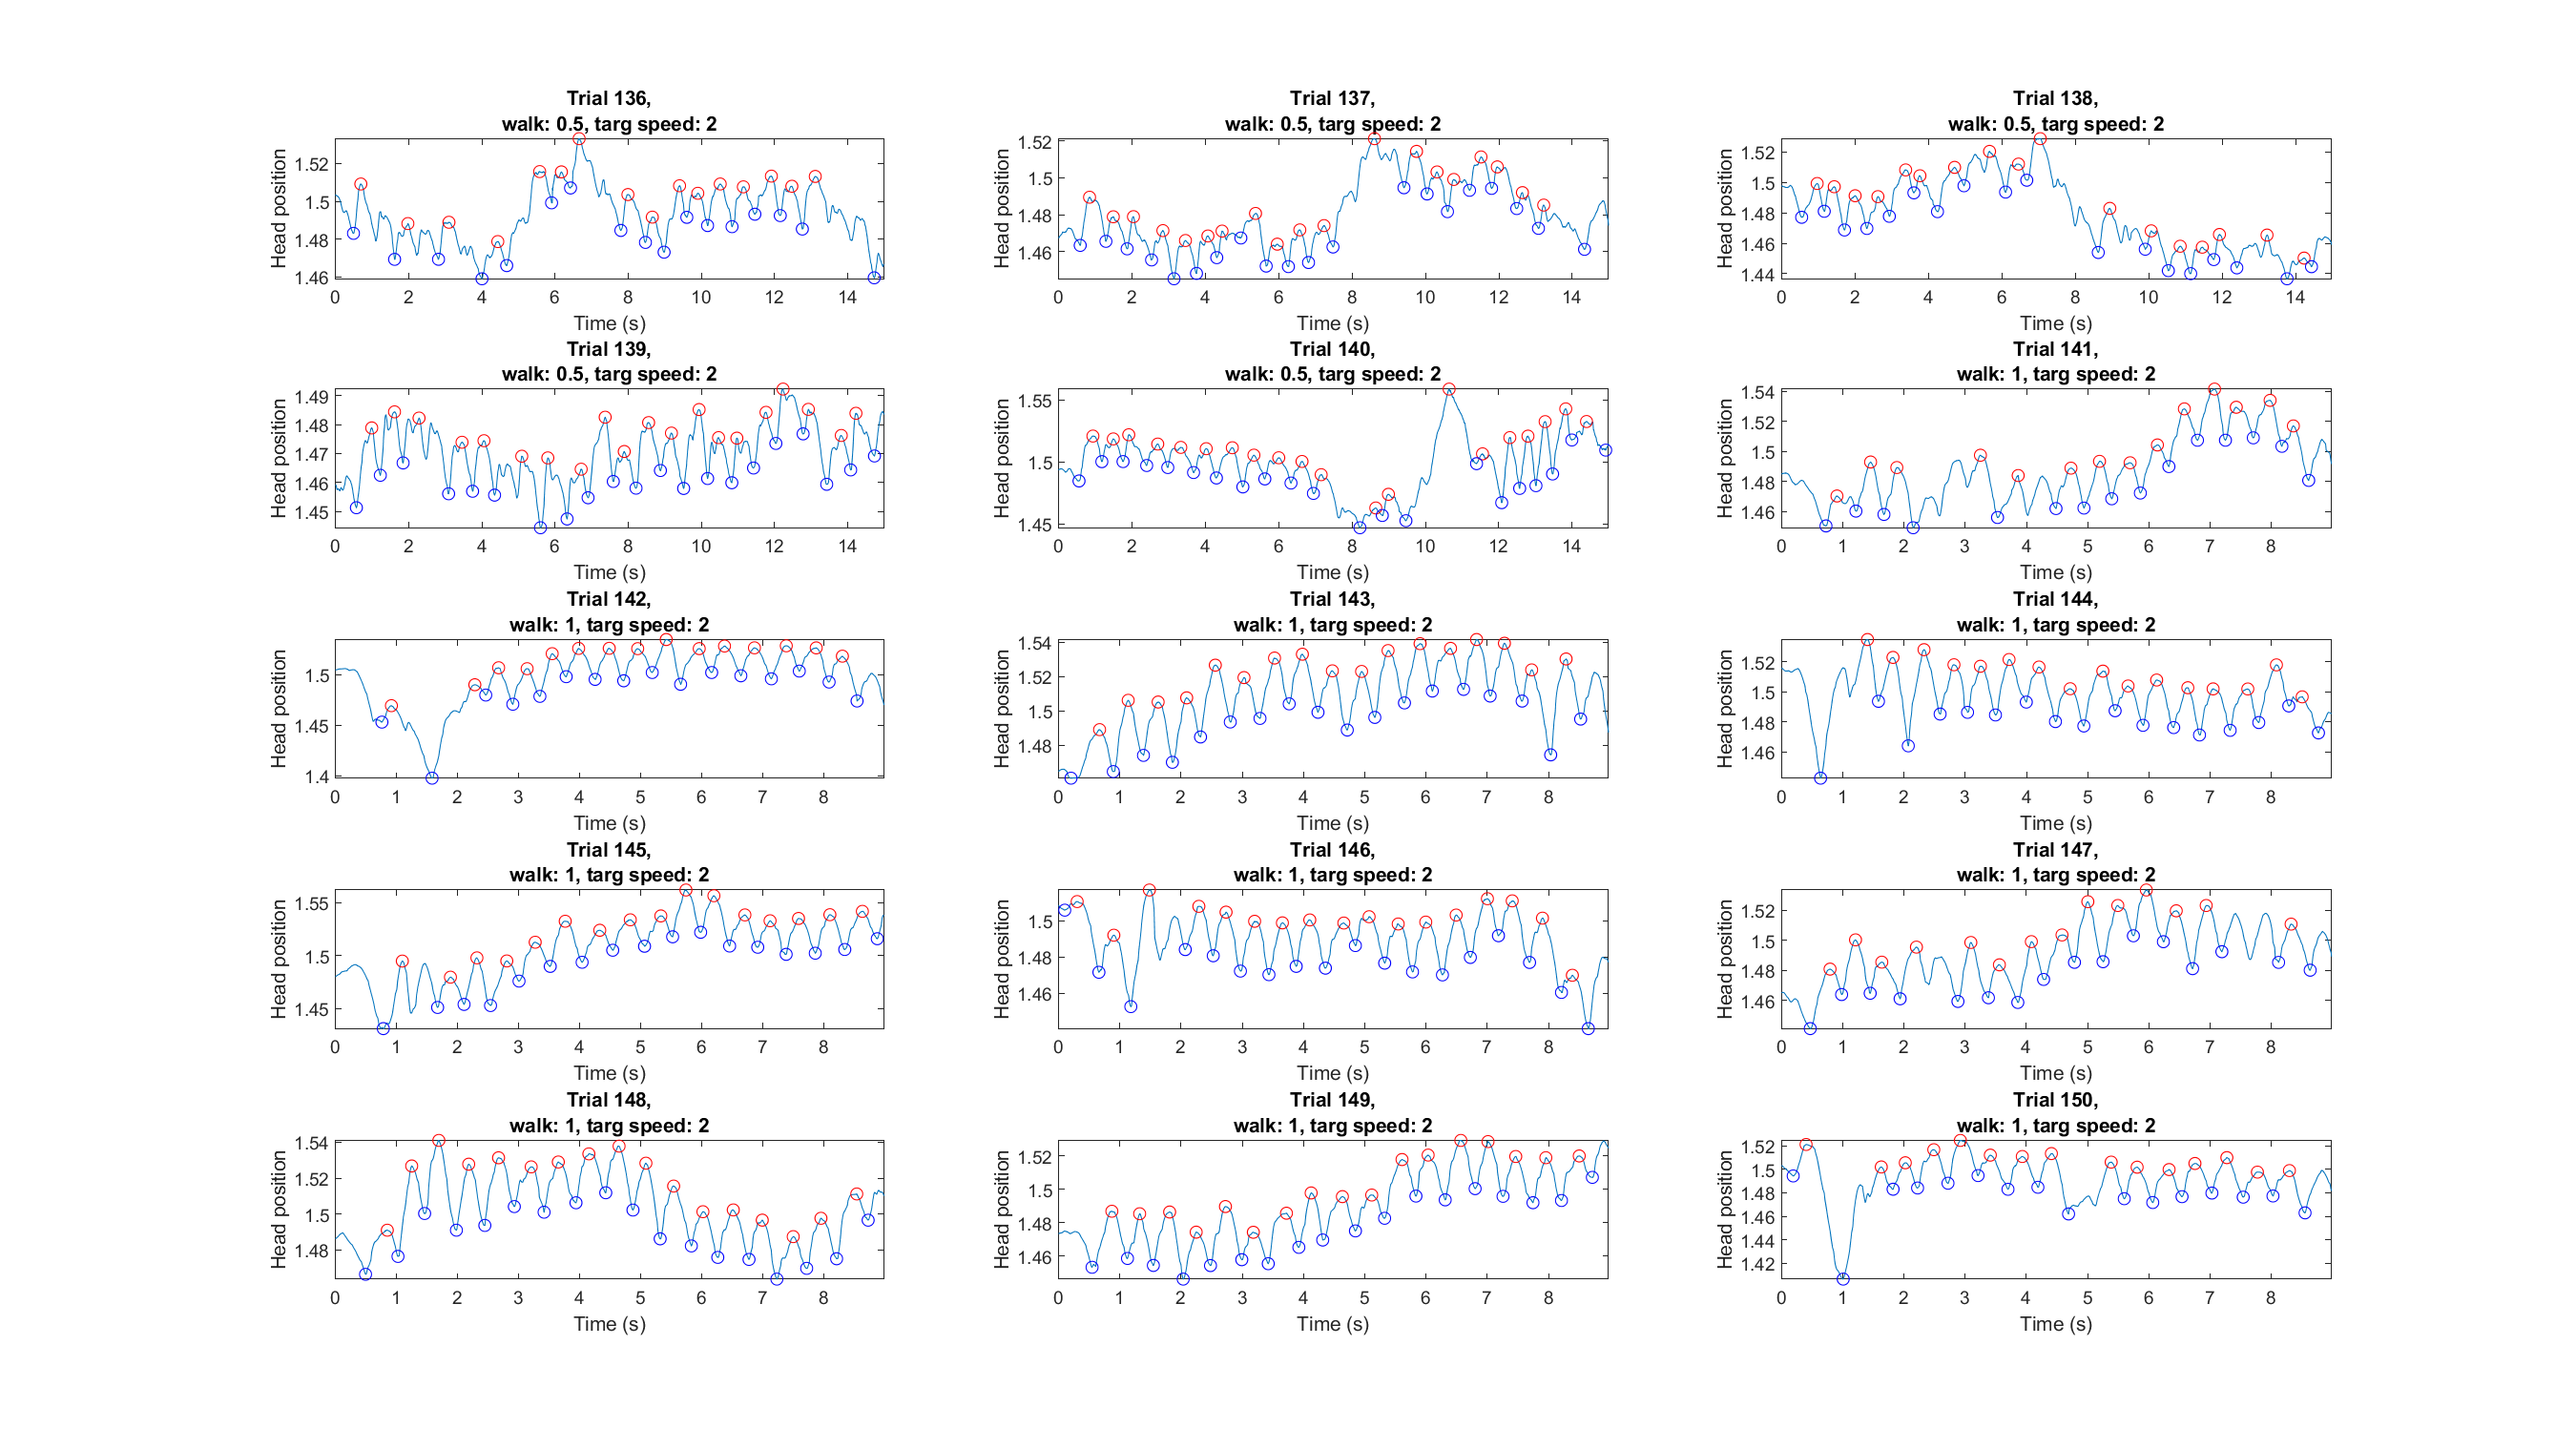 Trial 136,
walk: 0.5, targ speed: 2
Head position
1.52
1.5
1.48
1.46
0 2 4 6 8 10 12 14
Time (s)
Trial 137,
walk: 0.5, targ speed: 2
Head position
1.52
1.5
1.48
1.46
0 2 4 6 8 10 12 14
Time (s)
Trial 138,
walk: 0.5, targ speed: 2
Head position
1.52
1.5
1.48
1.46
1.44
0 2 4 6 8 10 12 14
Time (s)
Trial 139,
walk: 0.5, targ speed: 2
Head position
1.49
1.48
1.47
1.46
1.45
0 2 4 6 8 10 12 14
Time (s)
Trial 140,
walk: 0.5, targ speed: 2
Head position
1.55
1.5
1.45
0 2 4 6 8 10 12 14
Time (s)
Trial 141,
walk: 1, targ speed: 2
Head position
1.54
1.52
1.5
1.48
1.46
0 1 2 3 4 5 6 7 8
Time (s)
Trial 142,
walk: 1, targ speed: 2
Head position
1.5
1.45
1.4
0 1 2 3 4 5 6 7 8
Time (s)
Trial 143,
walk: 1, targ speed: 2
Head position
1.54
1.52
1.5
1.48
0 1 2 3 4 5 6 7 8
Time (s)
Trial 144,
walk: 1, targ speed: 2
Head position
1.52
1.5
1.48
1.46
0 1 2 3 4 5 6 7 8
Time (s)
Trial 145,
walk: 1, targ speed: 2
Head position
1.55
1.5
1.45
0 1 2 3 4 5 6 7 8
Time (s)
Trial 146,
walk: 1, targ speed: 2
Head position
1.5
1.48
1.46
0 1 2 3 4 5 6 7 8
Time (s)
Trial 147,
walk: 1, targ speed: 2
Head position
1.52
1.5
1.48
1.46
0 1 2 3 4 5 6 7 8
Time (s)
Trial 148,
walk: 1, targ speed: 2
Head position
1.54
1.52
1.5
1.48
0 1 2 3 4 5 6 7 8
Time (s)
Trial 149,
walk: 1, targ speed: 2
Head position
1.52
1.5
1.48
1.46
0 1 2 3 4 5 6 7 8
Time (s)
Trial 150,
walk: 1, targ speed: 2
Head position
1.52
1.5
1.48
1.46
1.44
1.42
0 1 2 3 4 5 6 7 8
Time (s)